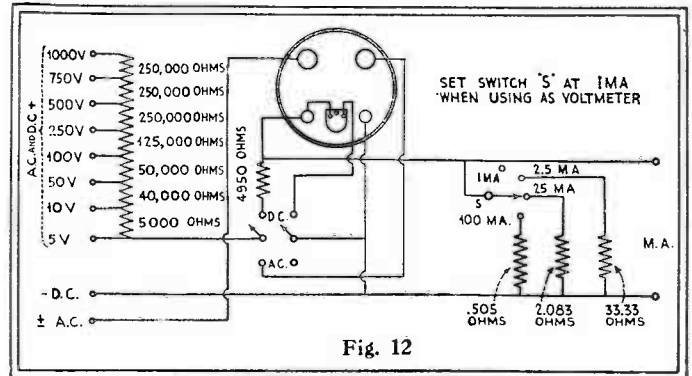 A.C. AND D.C +
1000V
750V
500V
250V
100V
50V
10V
5V
250,000 OHMS
250,000 OHMS
250,000 OHMS
125,000 OHMS
50,000 OHMS
40,000 OHMS
5000 OHMS
- D.C.
± A.C.
4950 OHMS
D.C.
A.C.
SET SWITCH "S" AT 1MA
WHEN USING AS VOLTMETER
1MA
2.5 MA
S
25 MA
100 MA.
M.A.
.505
OHMS
2.083
OHMS
33.33
OHMS
Fig. 12